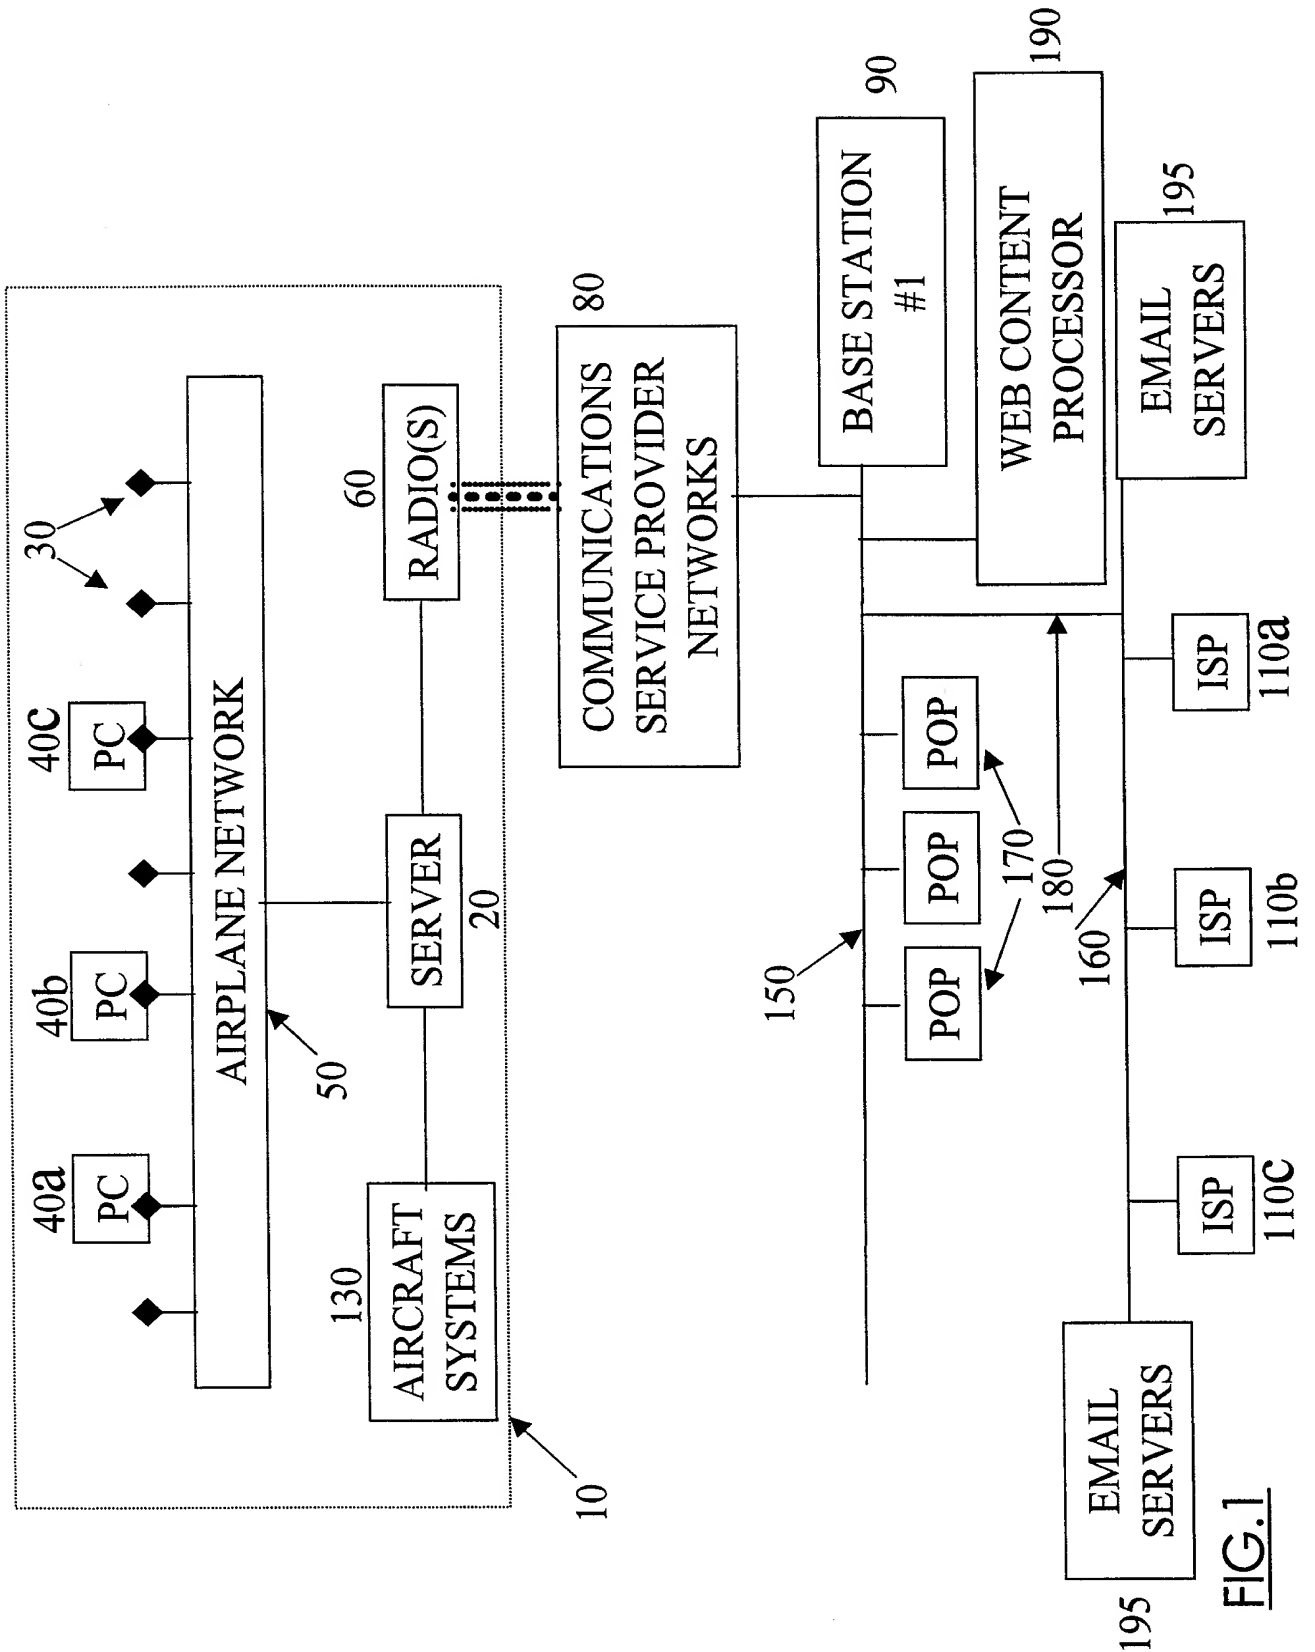 30
40a
40b
40c
PC
PC
PC
AIRPLANE NETWORK
50
130
60
AIRCRAFT
SYSTEMS
SERVER
RADIO(S)
20
10
80
COMMUNICATIONS
SERVICE PROVIDER
NETWORKS
150
BASE STATION
#1
90
POP
POP
POP
170
180
160
WEB CONTENT
PROCESSOR
190
195
EMAIL
SERVERS
EMAIL
SERVERS
195
ISP
ISP
ISP
110c
110b
110a
FIG.1